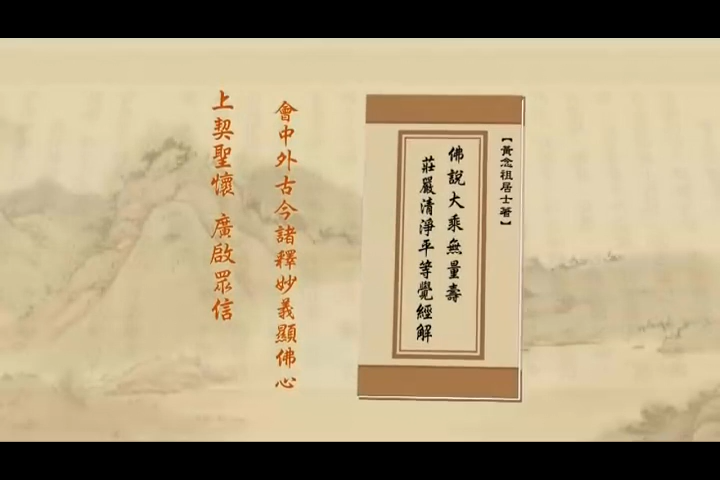 【黃念祖居士著】
佛說大乘無量壽
莊嚴清淨平等覺經解
會中外古今諸釋妙義顯佛心
上契聖懷 廣啟眾信